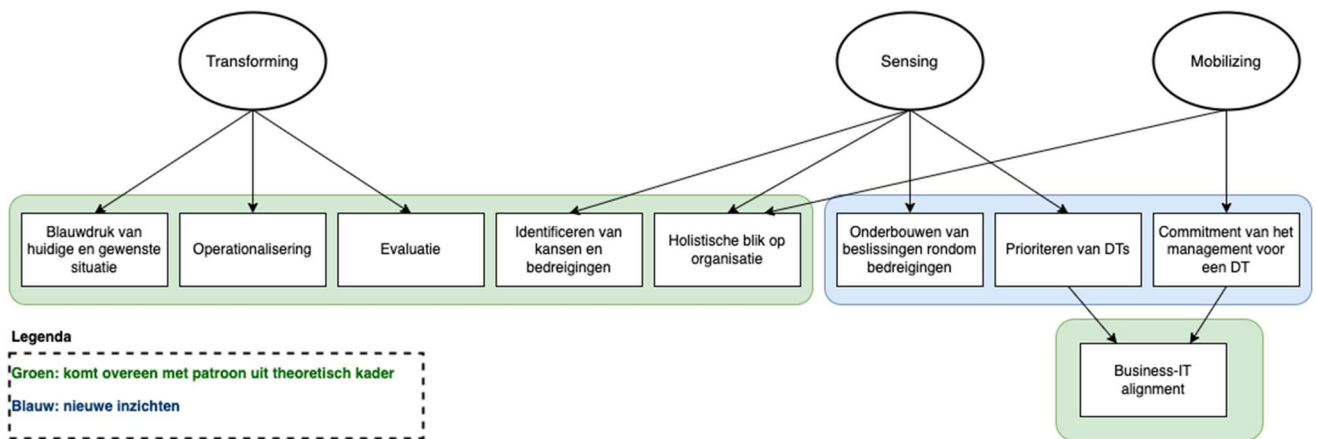 Transforming
Sensing
Mobilizing
Blauwdruk van
huidige en gewenste
situatie
Operationalisering
Evaluatie
Identificeren van
kansen en
bedreigingen
Holistische blik op
organisatie
Onderbouwen van
beslissingen rondom
bedreigingen
Prioriteren van DTs
Commitment van het
management voor
een DT
Business-IT
alignment
Legenda
Groen: komt overeen met patroon uit theoretisch kader
Blauw: nieuwe inzichten